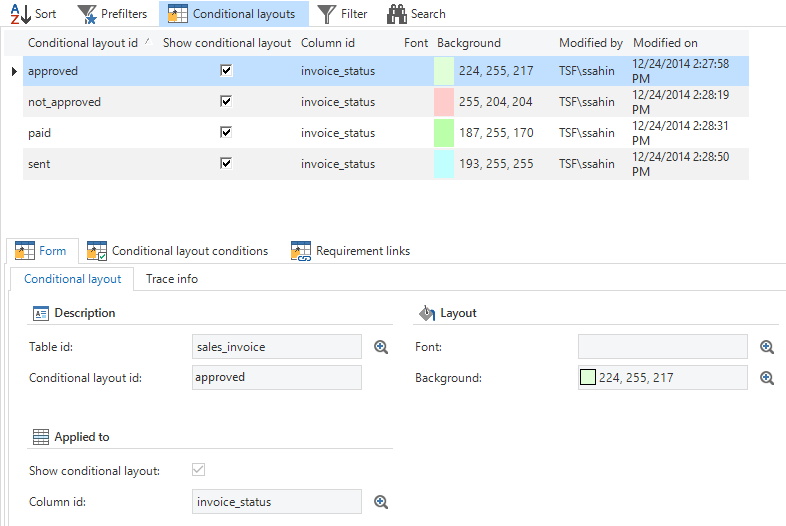 Sort Prefilters Conditional layouts Filter Search
Conditional layout id Show conditional layout Column id Font Background Modified by Modified on
approved invoice_status 224, 255, 217 TSF\ssahin 12/24/2014 2:27:58 PM
not_approved invoice_status 255, 204, 204 TSF\ssahin 12/24/2014 2:28:19 PM
paid invoice_status 187, 255, 170 TSF\ssahin 12/24/2014 2:28:31 PM
sent invoice_status 193, 255, 255 TSF\ssahin 12/24/2014 2:28:50 PM
Form Conditional layout conditions Requirement links
Conditional layout Trace info
Description Layout
Table id: sales_invoice Font:
Conditional layout id: approved Background: 224, 255, 217
Applied to
Show conditional layout:
Column id: invoice_status